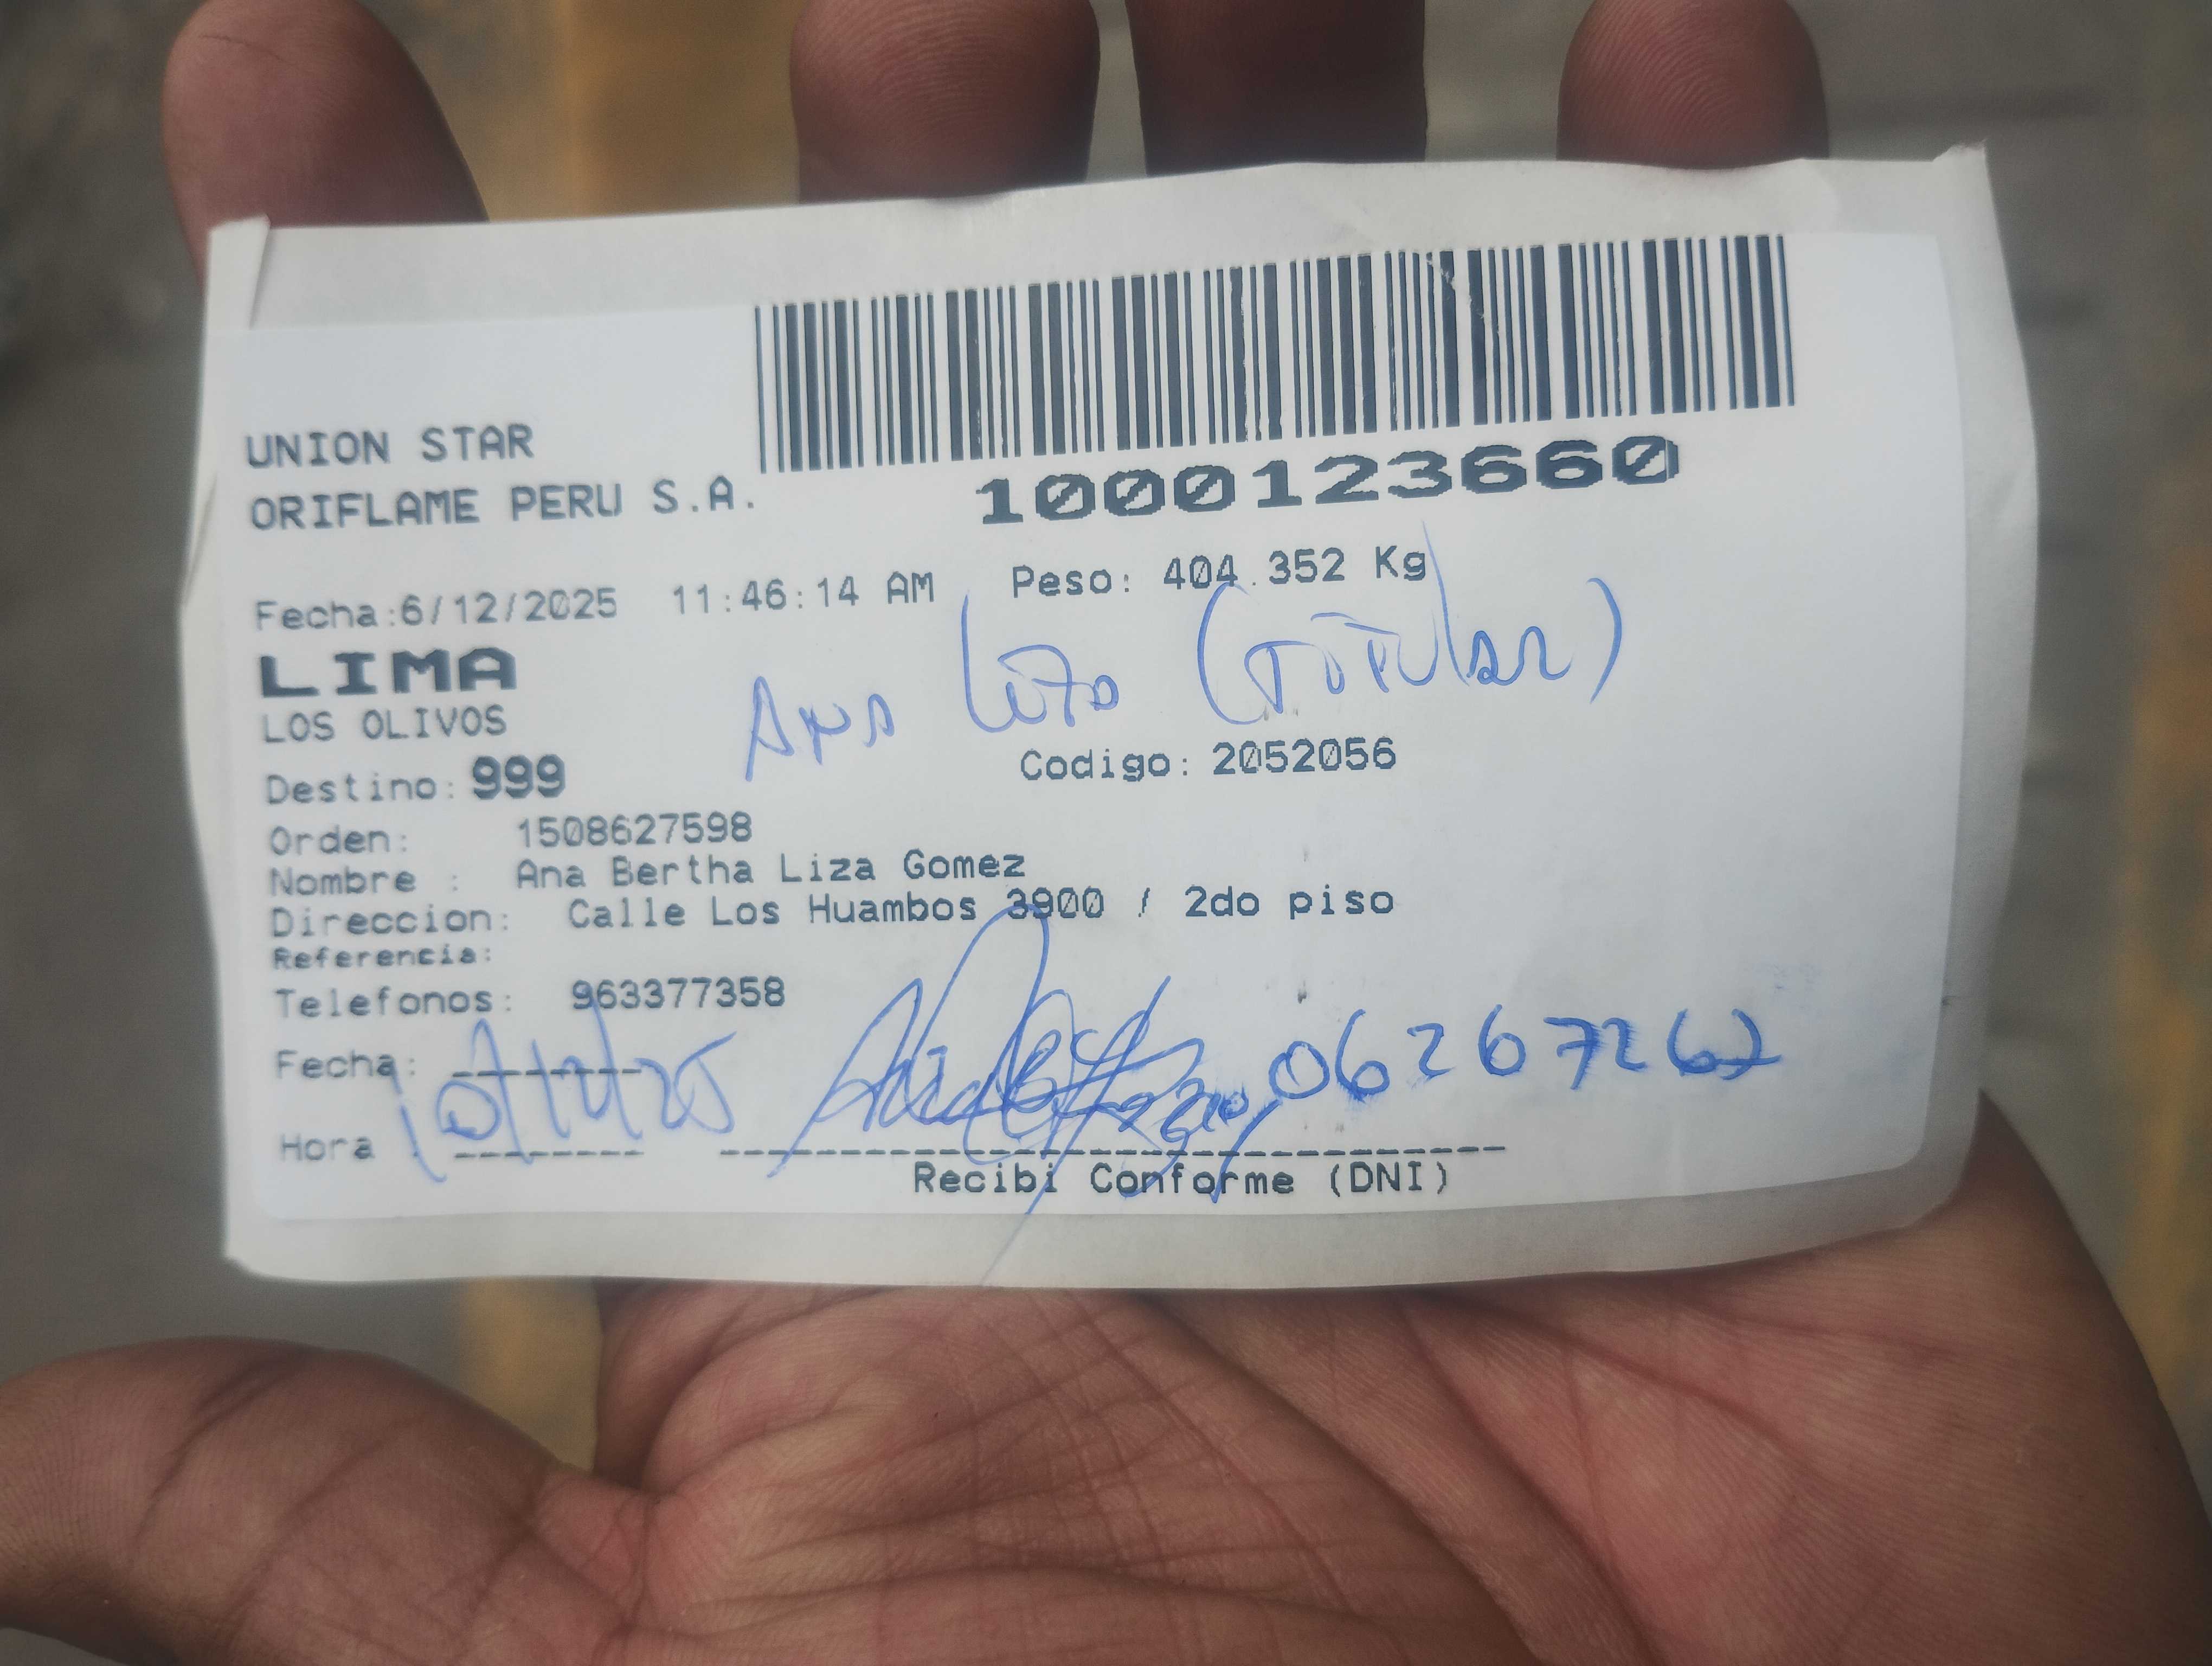 UNION STAR
ORIFLAME PERU S.A.
1000123660
Fecha:6/12/2025 11:46:14 AM Peso: 404.352 Kg
LIMA
Ana Liza (Titular)
LOS OLIVOS
Destino: 999 Codigo: 2052056
Orden: 1508627598
Nombre : Ana Bertha Liza Gomez
Direccion: Calle Los Huambos 3900 / 2do piso
Referencia:
Telefonos: 963377358
Fecha:
Hora
Recibi Conforme (DNI)